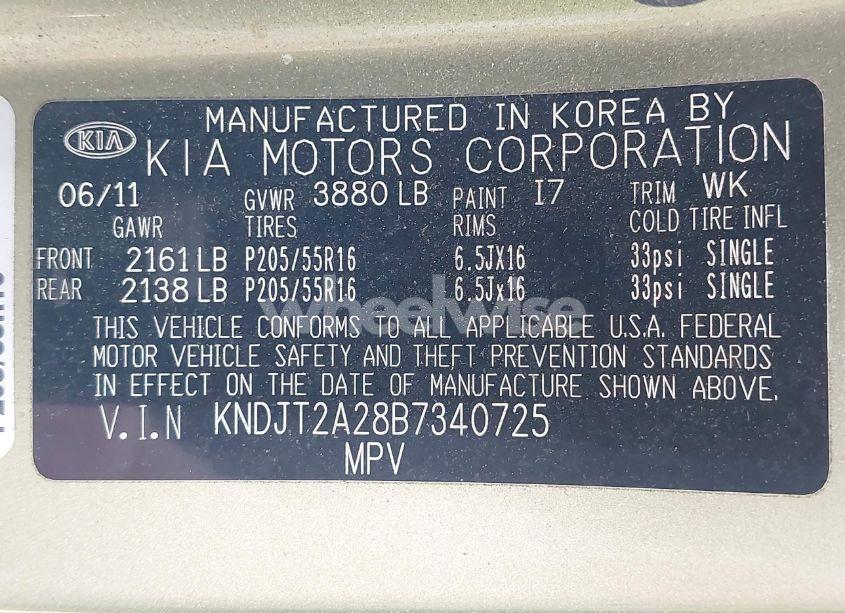 MANUFACTURED IN KOREA BY
KIA KIA MOTORS CORPORATION
06/11 GVWR 3880 LB PAINT I7 TRIM WK
GAWR TIRES RIMS COLD TIRE INFL
FRONT 2161 LB P205/55R16 6.5JX16 33psi SINGLE
REAR 2138 LB P205/55R16 6.5Jx16 33psi SINGLE
wheelwise
THIS VEHICLE CONFORMS TO ALL APPLICABLE U.S.A. FEDERAL
MOTOR VEHICLE SAFETY AND THEFT PREVENTION STANDARDS
IN EFFECT ON THE DATE OF MANUFACTURE SHOWN ABOVE.
V.I.N KNDJT2A28B7340725
MPV